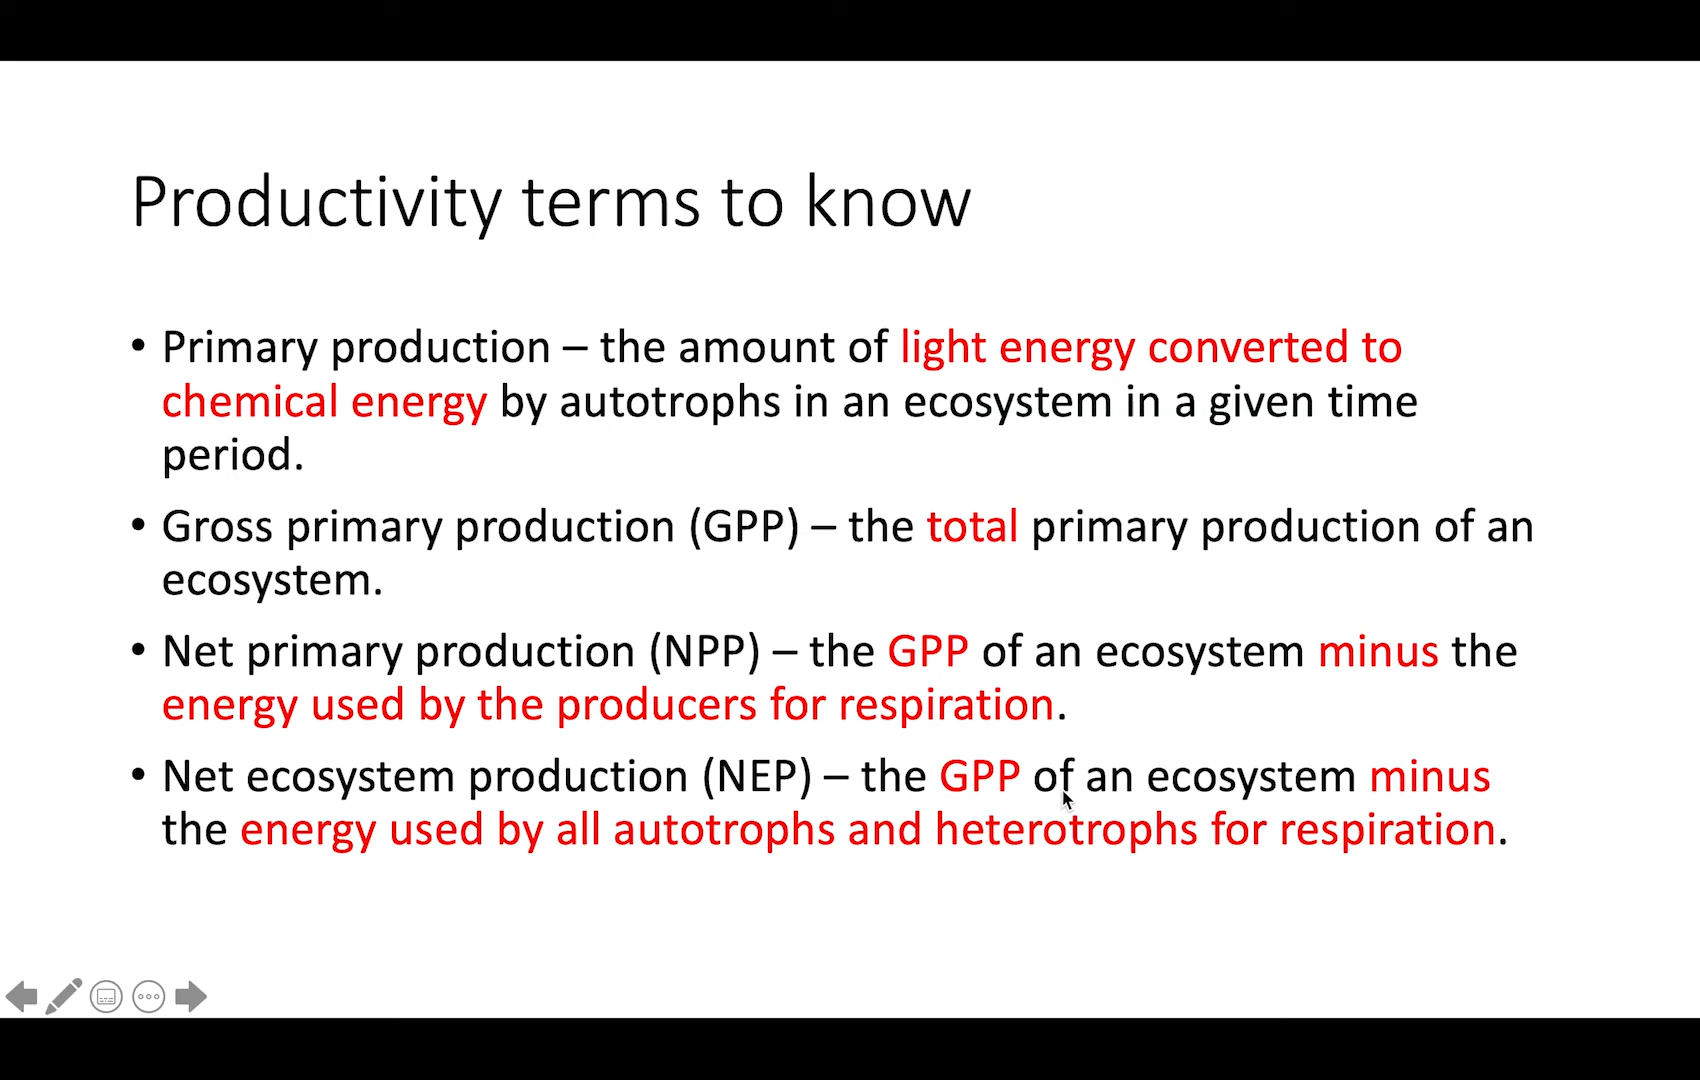 Productivity terms to know
• Primary production – the amount of light energy converted to
chemical energy by autotrophs in an ecosystem in a given time
period.
• Gross primary production (GPP) – the total primary production of an
ecosystem.
• Net primary production (NPP) – the GPP of an ecosystem minus the
energy used by the producers for respiration.
• Net ecosystem production (NEP) – the GPP of an ecosystem minus
the energy used by all autotrophs and heterotrophs for respiration.